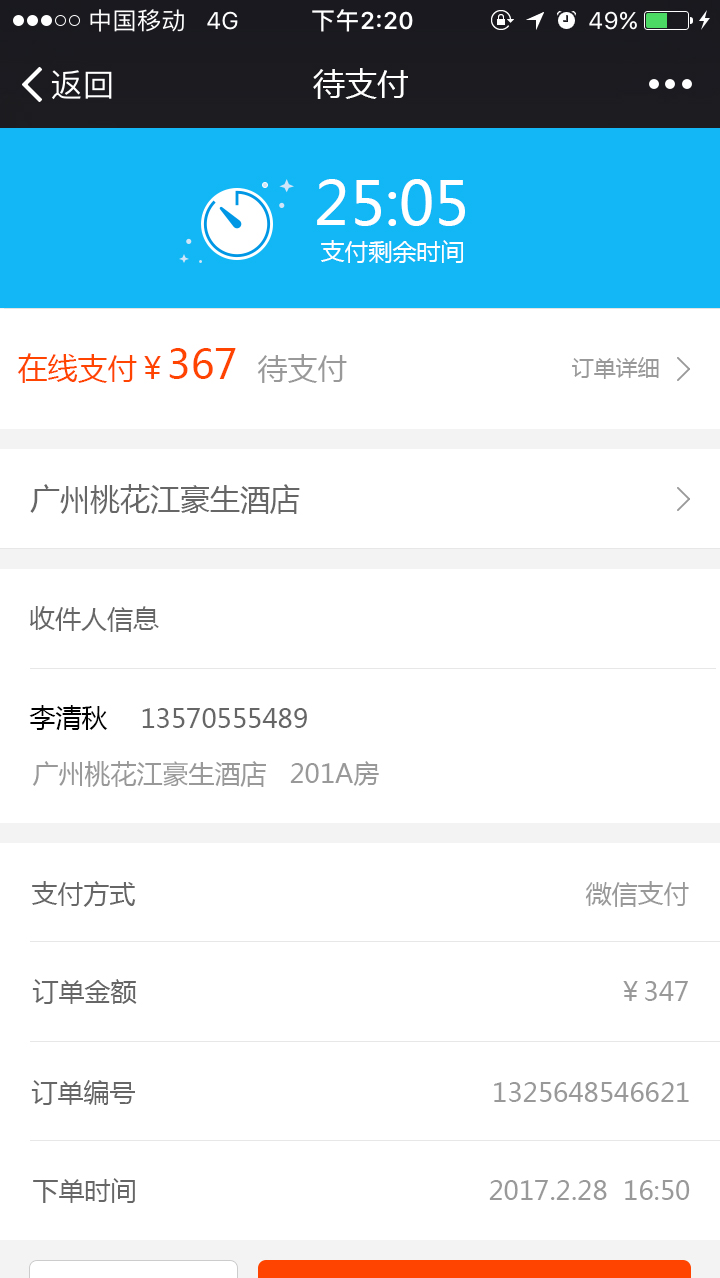 中国移动 4G 下午2:20 49%
返回 待支付
25:05
支付剩余时间
在线支付￥367 待支付 订单详细
广州桃花江豪生酒店
收件人信息
李清秋 13570555489
广州桃花江豪生酒店 201A房
支付方式 微信支付
订单金额 ￥347
订单编号 1325648546621
下单时间 2017.2.28 16:50